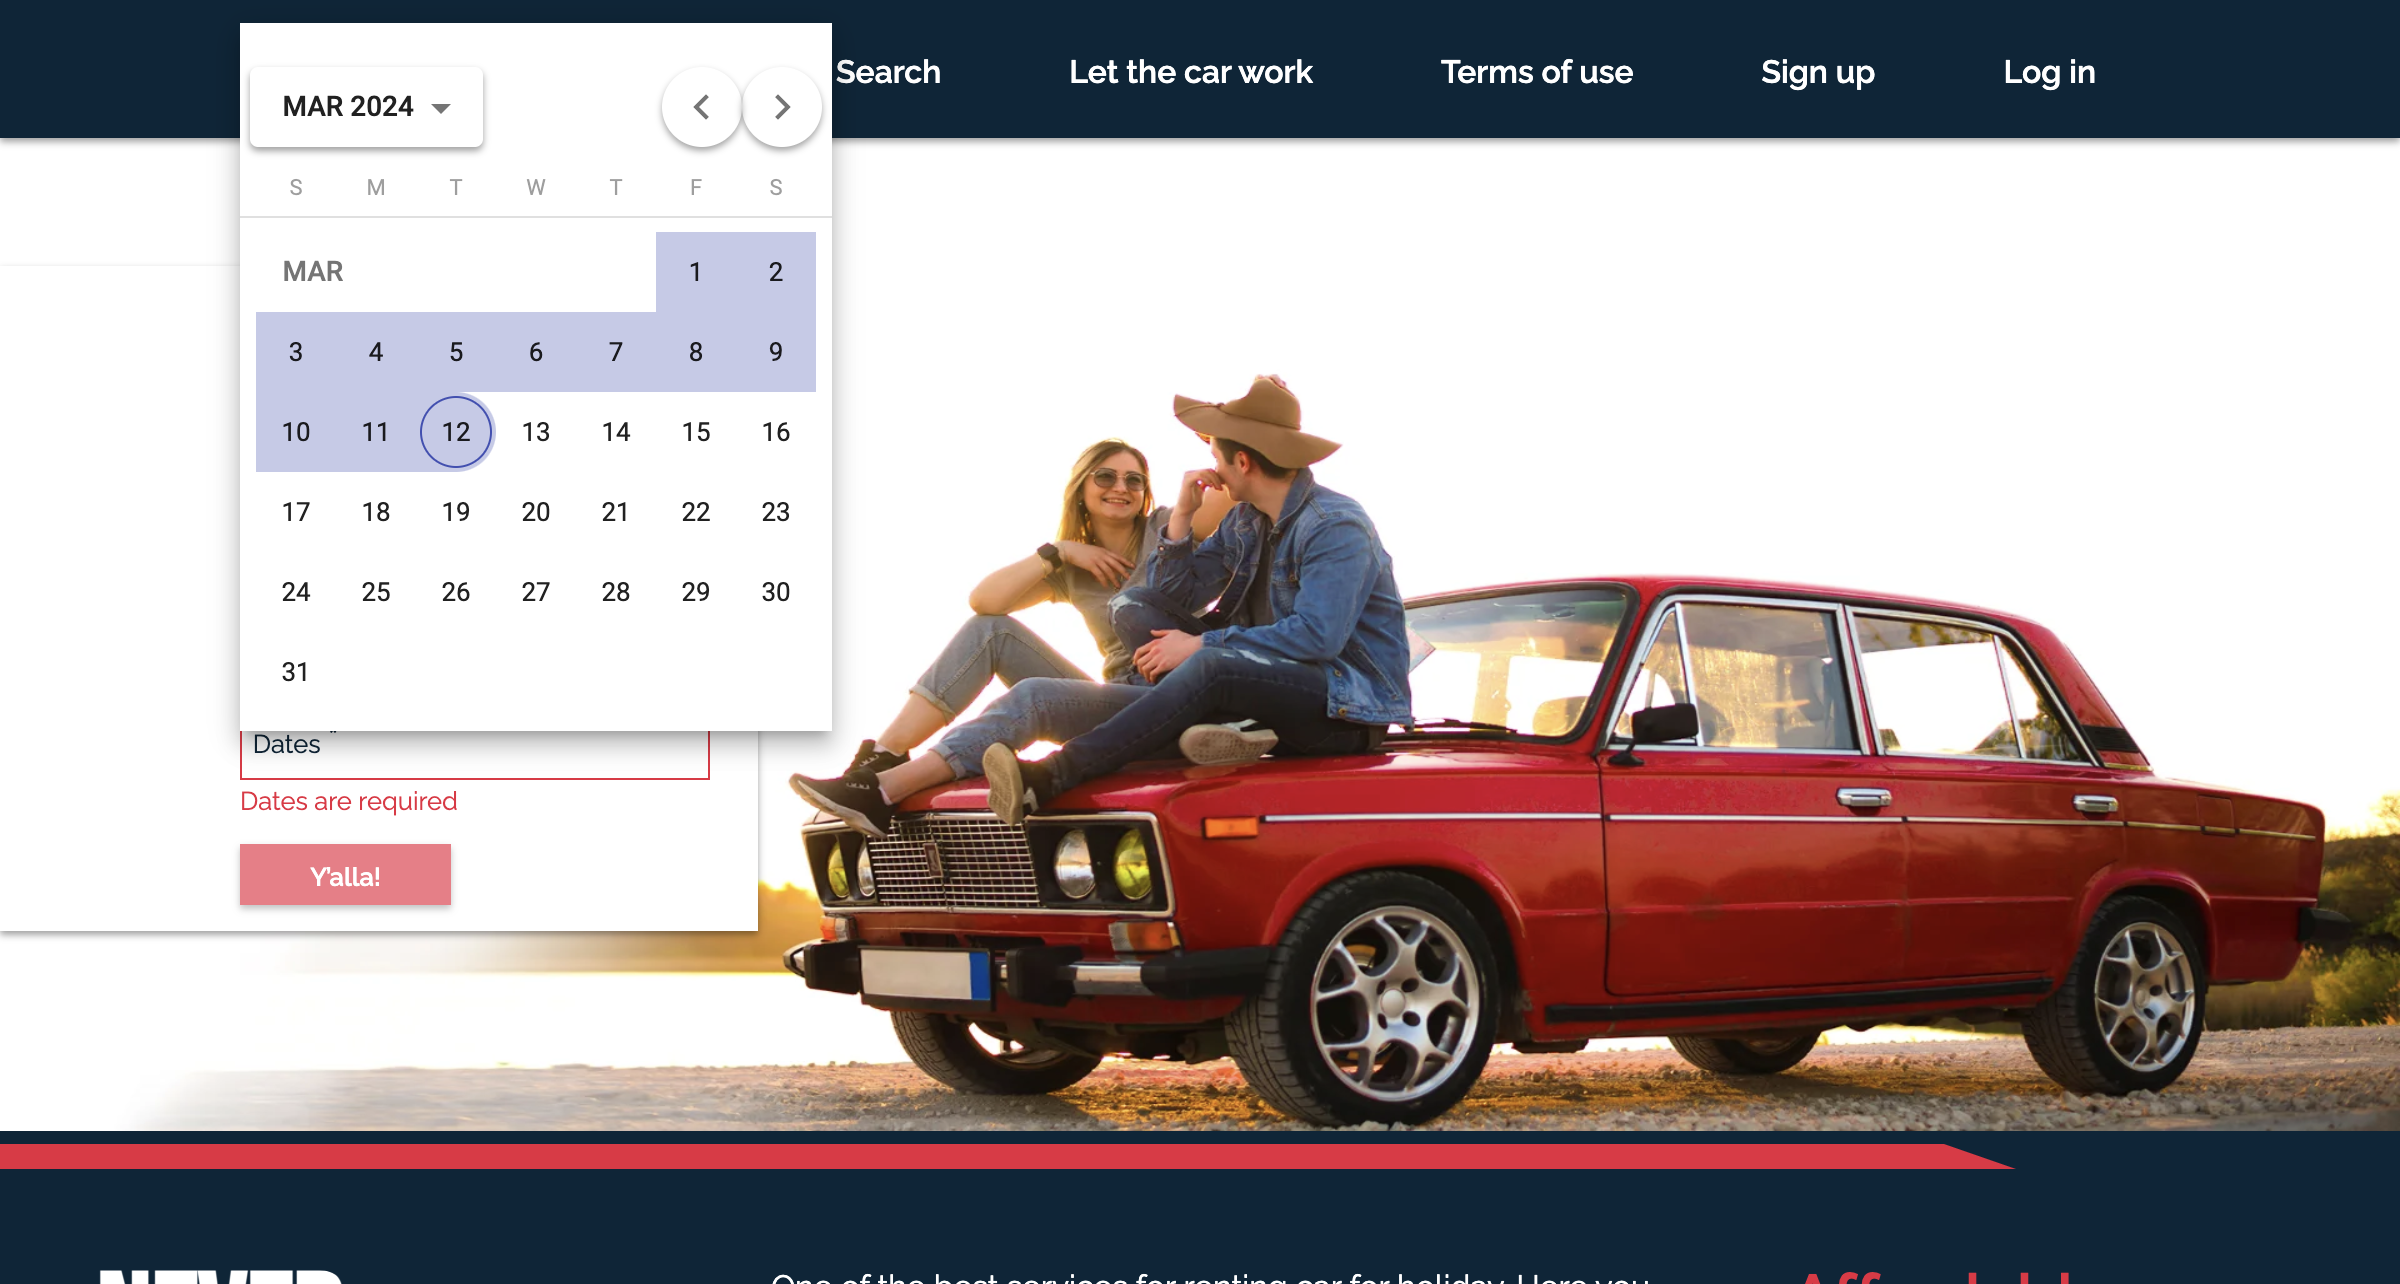 MAR 2024
Search
Let the car work
Terms of use
Sign up
Log in
S M T W T F S
MAR 1 2
3 4 5 6 7 8 9
10 11 12 13 14 15 16
17 18 19 20 21 22 23
24 25 26 27 28 29 30
31
Dates
Dates are required
Y'alla!
NEVER
One of the best services for renting car for holiday. Here you